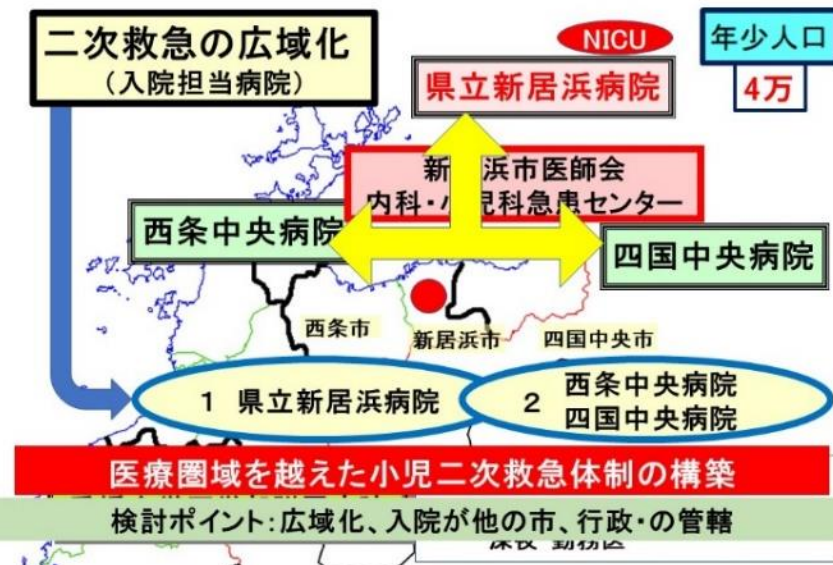 二次救急の広域化
(入院担当病院)
NICU
年少人口
4万
県立新居浜病院
新居浜市医師会
内科・小児科急患センター
西条中央病院
四国中央病院
西条市
新居浜市
四国中央市
1 県立新居浜病院
2 西条中央病院
四国中央病院
医療圏域を越えた小児二次救急体制の構築
検討ポイント:広域化、入院が他の市、行政・の管轄